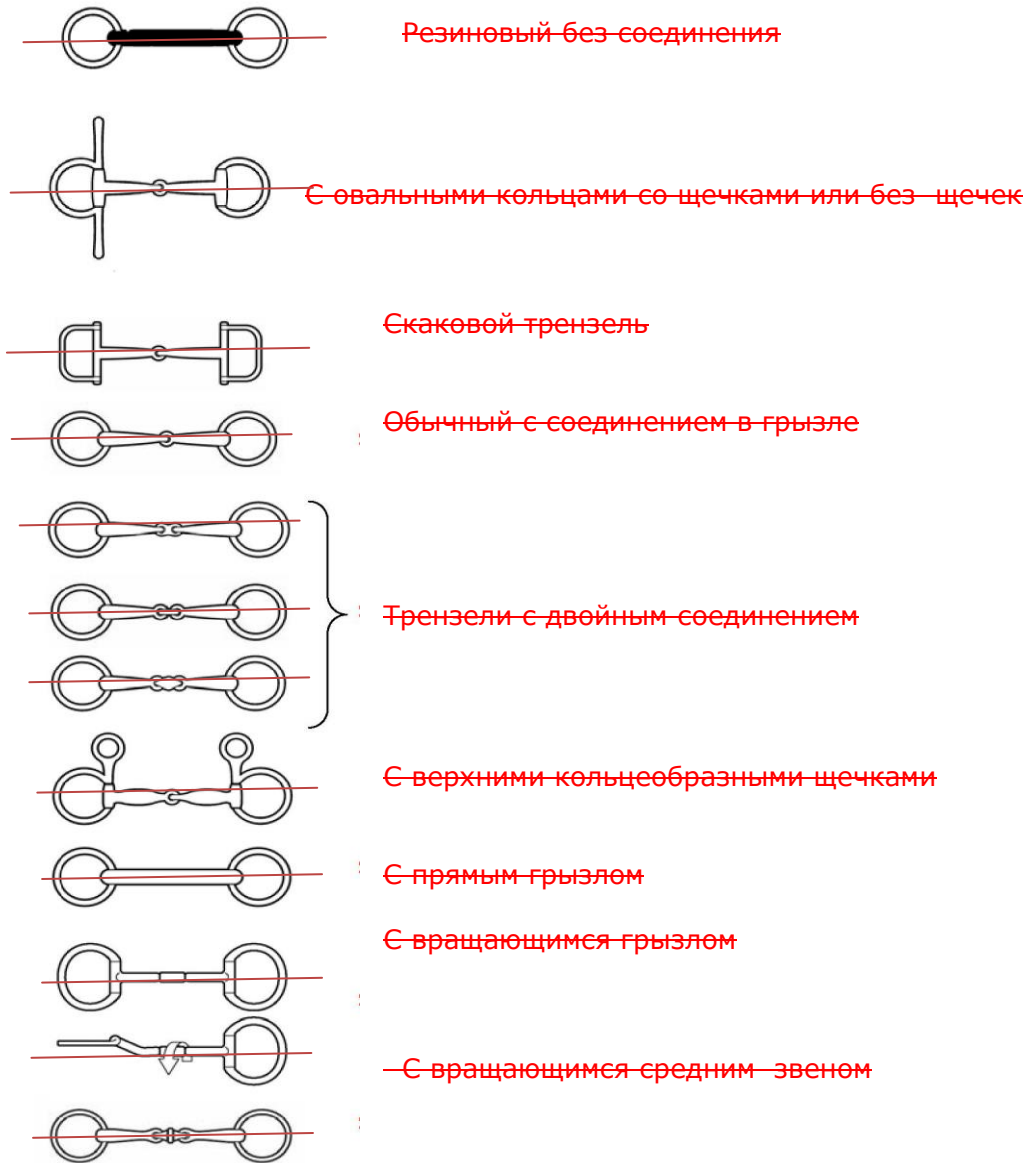 Резиновый без соединения
С овальными кольцами со щечками или без щечек
Скаковой трензель
Обычный с соединением в грызле
Трензели с двойным соединением
С верхними кольцеобразными щечками
С прямым грызлом
С вращающимся грызлом
С вращающимся средним звеном